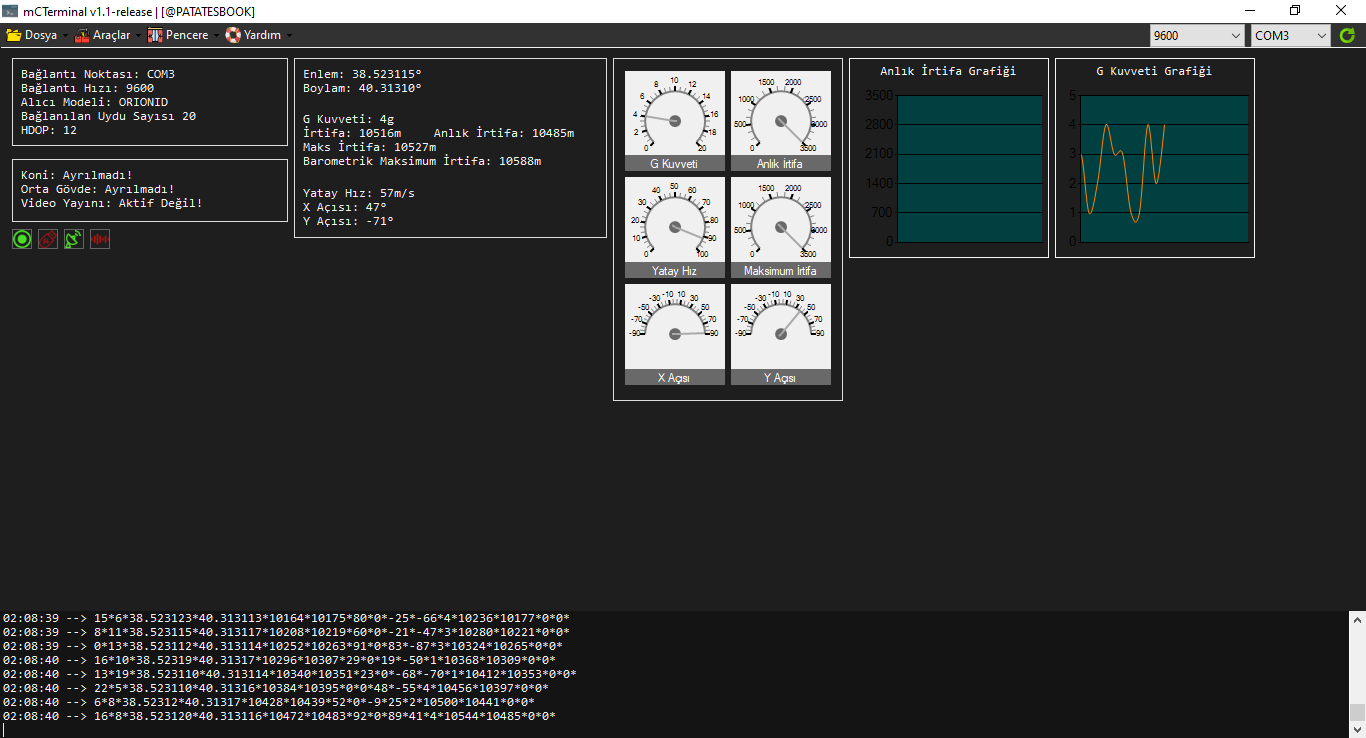 mCTerminal v1.1-release | [@PATATESBOOK]
Dosya Araçlar Pencere Yardım 9600 COM3
Bağlantı Noktası: COM3
Bağlantı Hızı: 9600
Alıcı Modeli: ORIONID
Bağlanılan Uydu Sayısı 20
HDOP: 12
Koni: Ayrılmadı!
Orta Gövde: Ayrılmadı!
Video Yayını: Aktif Değil!
Enlem: 38.523115°
Boylam: 40.31310°
G Kuvveti: 4g
İrtifa: 10516m Anlık İrtifa: 10485m
Maks İrtifa: 10527m
Barometrik Maksimum İrtifa: 10588m
Yatay Hız: 57m/s
X Açısı: 47°
Y Açısı: -71°
0 2 4 6 8 10 12 14 16 18 20
G Kuvveti
0 500 1000 1500 2000 2500 3000 3500
Anlık İrtifa
0 10 20 30 40 50 60 70 80 90 100
Yatay Hız
0 500 1000 1500 2000 2500 3000 3500
Maksimum İrtifa
-90 -70 -50 -30 -10 10 30 50 70 90
X Açısı
-90 -70 -50 -30 -10 10 30 50 70 90
Y Açısı
Anlık İrtifa Grafiği
3500
2800
2100
1400
700
0
G Kuvveti Grafiği
5
4
3
2
1
0
02:08:39 --> 15*6*38.523123*40.313113*10164*10175*80*0*-25*-66*4*10236*10177*0*0*
02:08:39 --> 8*11*38.523115*40.313117*10208*10219*60*0*-21*-47*3*10280*10221*0*0*
02:08:39 --> 0*13*38.523112*40.313114*10252*10263*91*0*83*-87*3*10324*10265*0*0*
02:08:40 --> 16*10*38.52319*40.31317*10296*10307*29*0*19*-50*1*10368*10309*0*0*
02:08:40 --> 13*19*38.523110*40.313114*10340*10351*23*0*-68*-70*1*10412*10353*0*0*
02:08:40 --> 22*5*38.523110*40.31316*10384*10395*0*0*48*-55*4*10456*10397*0*0*
02:08:40 --> 6*8*38.52312*40.31317*10428*10439*52*0*-9*25*2*10500*10441*0*0*
02:08:40 --> 16*8*38.523120*40.313116*10472*10483*92*0*89*41*4*10544*10485*0*0*